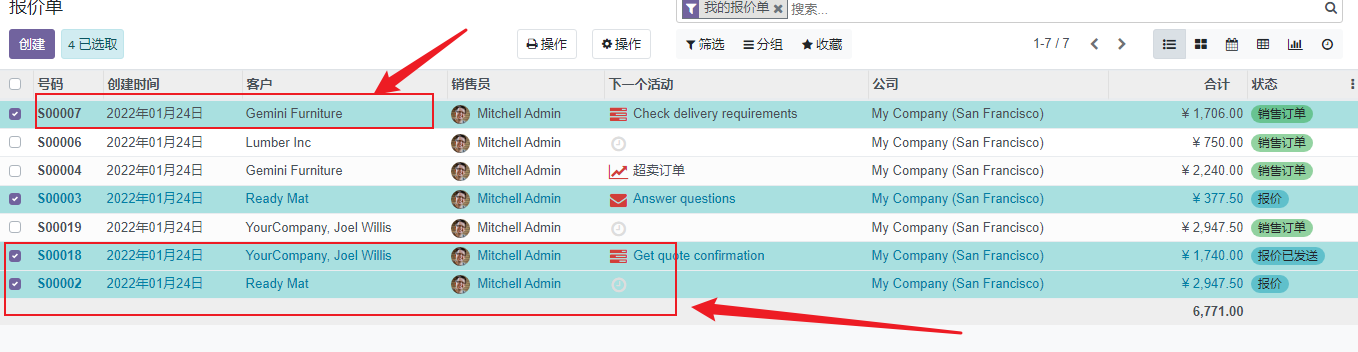 报价单
我的报价单 ✖ 搜索...
创建 4 已选取 操作 操作 筛选 分组 收藏 1-7 / 7
号码 创建时间 客户 销售员 下一个活动 公司 合计 状态
S00007 2022年01月24日 Gemini Furniture Mitchell Admin Check delivery requirements My Company (San Francisco) ¥ 1,706.00 销售订单
S00006 2022年01月24日 Lumber Inc Mitchell Admin My Company (San Francisco) ¥ 750.00 销售订单
S00004 2022年01月24日 Gemini Furniture Mitchell Admin 超卖订单 My Company (San Francisco) ¥ 2,240.00 销售订单
S00003 2022年01月24日 Ready Mat Mitchell Admin Answer questions My Company (San Francisco) ¥ 377.50 报价
S00019 2022年01月24日 YourCompany, Joel Willis Mitchell Admin My Company (San Francisco) ¥ 2,947.50 销售订单
S00018 2022年01月24日 YourCompany, Joel Willis Mitchell Admin Get quote confirmation My Company (San Francisco) ¥ 1,740.00 报价已发送
S00002 2022年01月24日 Ready Mat Mitchell Admin My Company (San Francisco) ¥ 2,947.50 报价
6,771.00